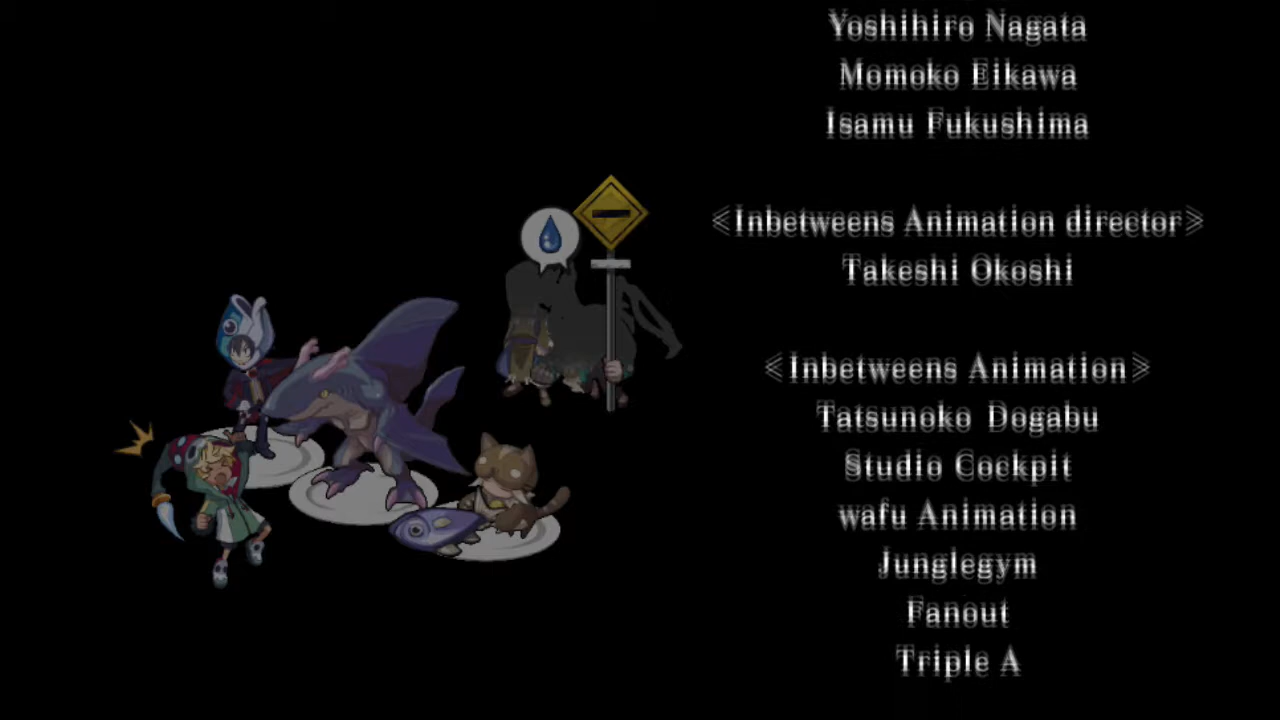 Yoshihiro Nagata
Momoko Eikawa
Isamu Fukushima
≪Inbetweens Animation director≫
Takeshi Okoshi
≪Inbetweens Animation≫
Tatsunoko Dogabu
Studio Cockpit
wafu Animation
Junglegym
Fanout
Triple A